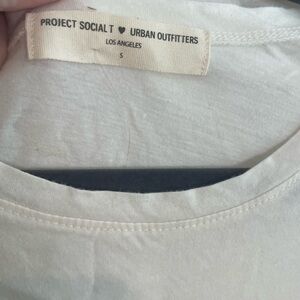 PROJECT SOCIAL T ♥ URBAN OUTFITTERS
LOS ANGELES
S